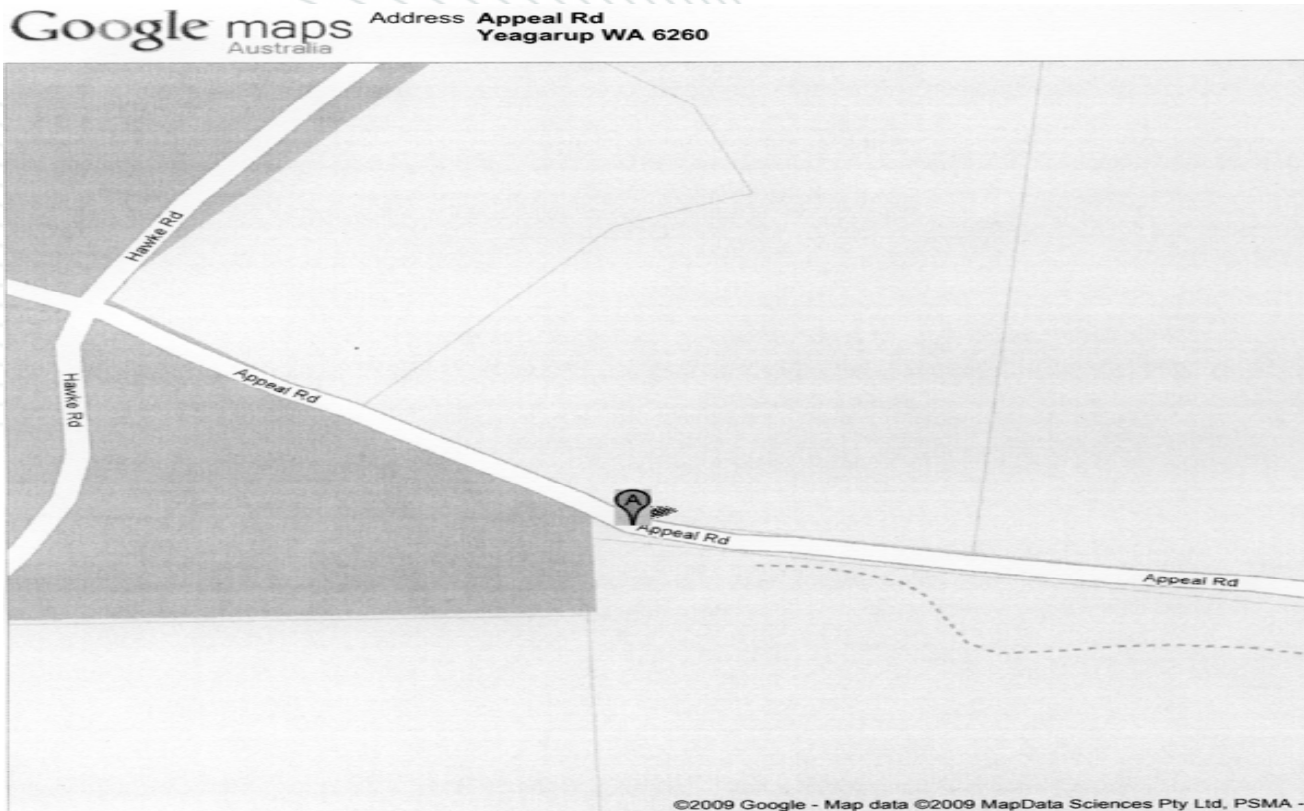 Google maps
Australia
Address Appeal Rd
Yeagarup WA 6260
Hawke Rd
Hawke Rd
Appeal Rd
A
Appeal Rd
Appeal Rd
©2009 Google - Map data ©2009 MapData Sciences Pty Ltd, PSMA -